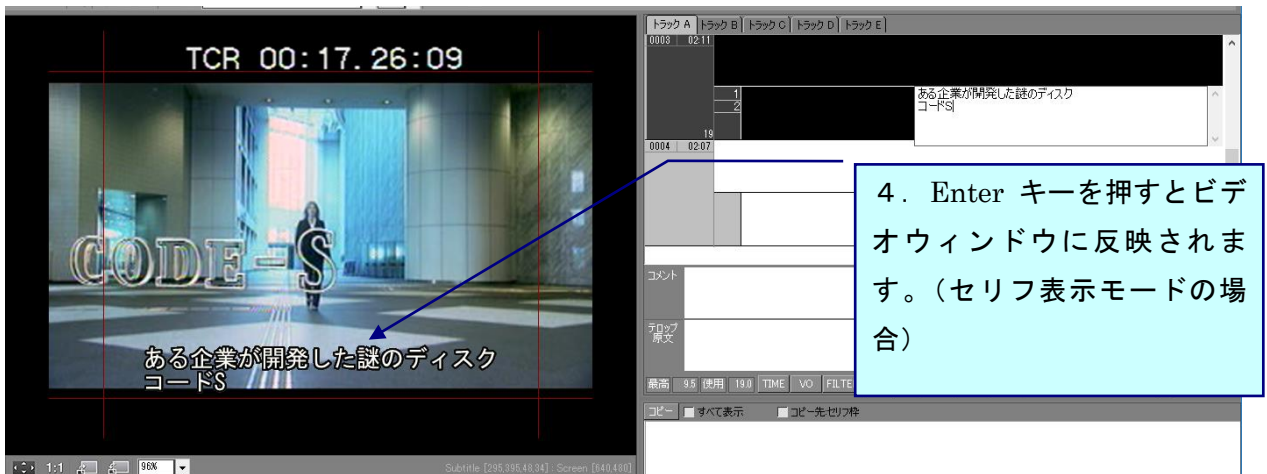 トラック A トラック B トラック C トラック D トラック E
0003 02:11
TCR 00:17.26:09
1 ある企業が開発した謎のディスク
2 コードS
19
0004 02:07
4．Enter キーを押すとビデ
オウィンドウに反映されま
す。（セリフ表示モードの場
合）
CODE-S
コメント
テロップ
原文
ある企業が開発した謎のディスク
コードS
最高 9.5 使用 19.0 TIME VO FILTE
コピー すべて表示 コピー先セリフ枠
1:1 96% Subtitle [295,395,48,34] : Screen [640,480]